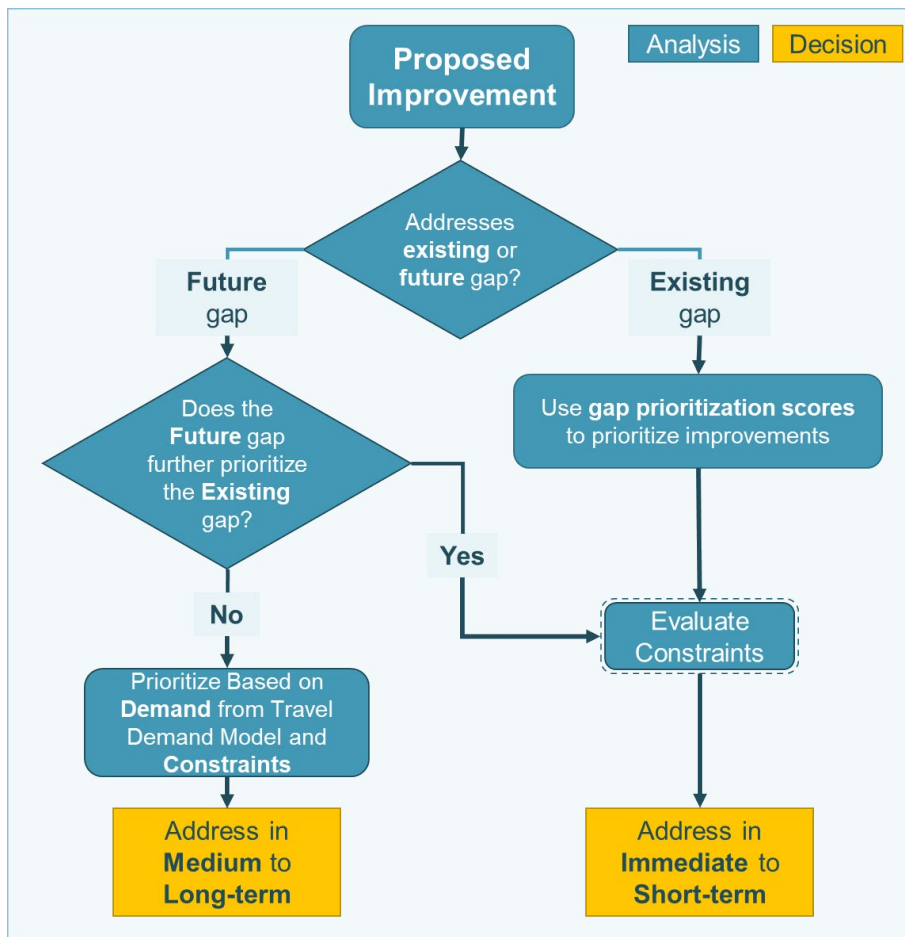 Analysis
Decision
Proposed
Improvement
Addresses
existing or
future gap?
Future
gap
Existing
gap
Does the
Future gap
further prioritize
the Existing
gap?
Use gap prioritization scores
to prioritize improvements
Yes
No
Evaluate
Constraints
Prioritize Based on
Demand from Travel
Demand Model and
Constraints
Address in
Medium to
Long-term
Address in
Immediate to
Short-term